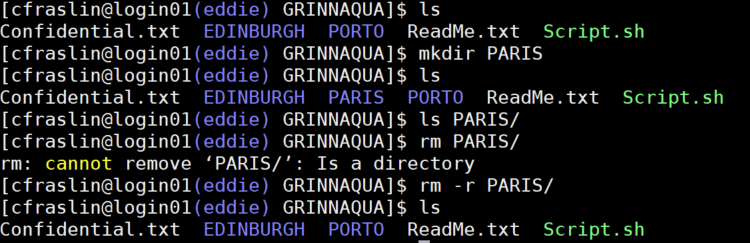 [cfraslin@login01(eddie) GRINNAQUA]$ ls
Confidential.txt  EDINBURGH  PORTO  ReadMe.txt  Script.sh
[cfraslin@login01(eddie) GRINNAQUA]$ mkdir PARIS
[cfraslin@login01(eddie) GRINNAQUA]$ ls
Confidential.txt  EDINBURGH  PARIS  PORTO  ReadMe.txt  Script.sh
[cfraslin@login01(eddie) GRINNAQUA]$ ls PARIS/
[cfraslin@login01(eddie) GRINNAQUA]$ rm PARIS/
rm: cannot remove ‘PARIS/’: Is a directory
[cfraslin@login01(eddie) GRINNAQUA]$ rm -r PARIS/
[cfraslin@login01(eddie) GRINNAQUA]$ ls
Confidential.txt  EDINBURGH  PORTO  ReadMe.txt  Script.sh